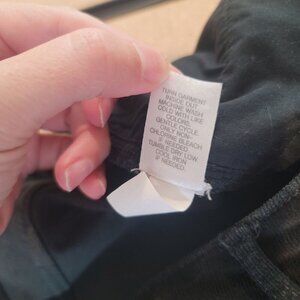 TURN GARMENT
INSIDE OUT.
MACHINE WASH
COLD WITH LIKE
COLORS.
GENTLE CYCLE.
ONLY NON-
CHLORINE BLEACH
IF NEEDED.
TUMBLE DRY LOW.
COOL IRON
IF NEEDED.